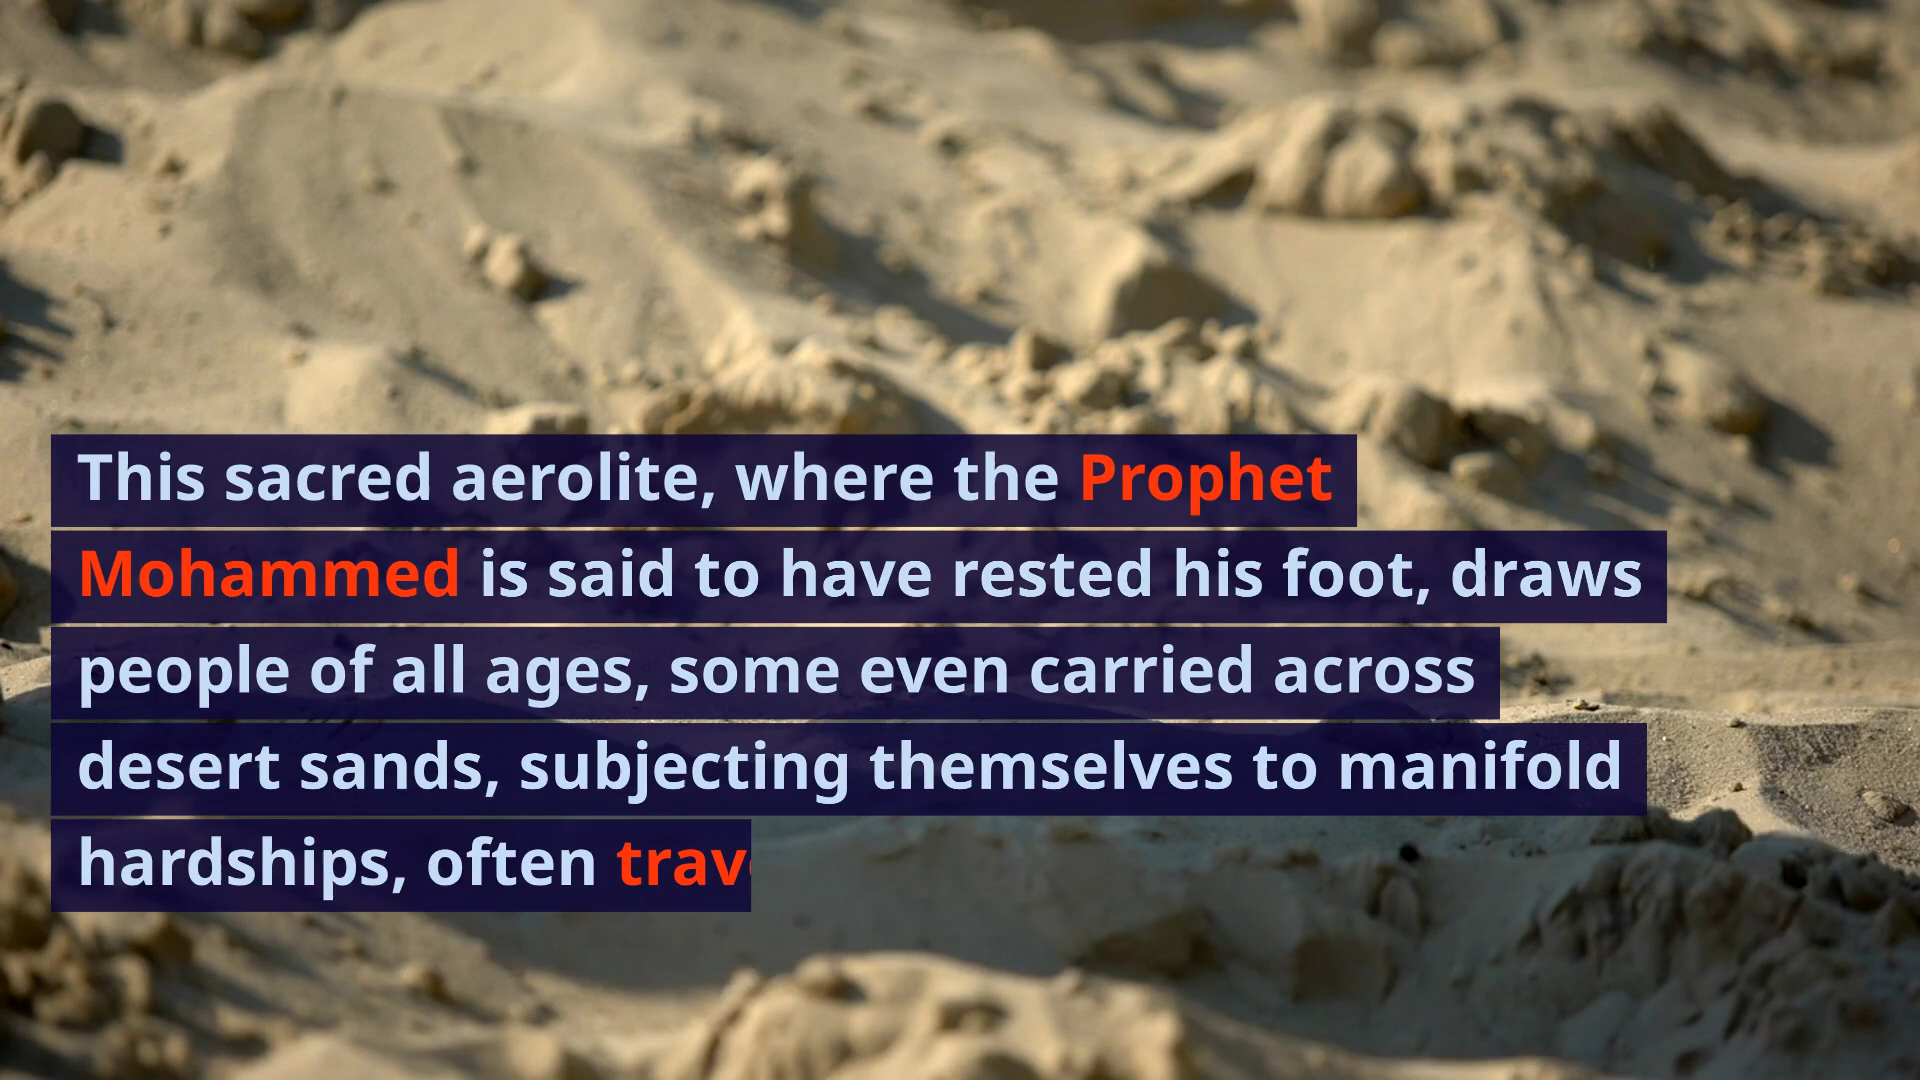 This sacred aerolite, where the Prophet
Mohammed is said to have rested his foot, draws
people of all ages, some even carried across
desert sands, subjecting themselves to manifold
hardships, often trav